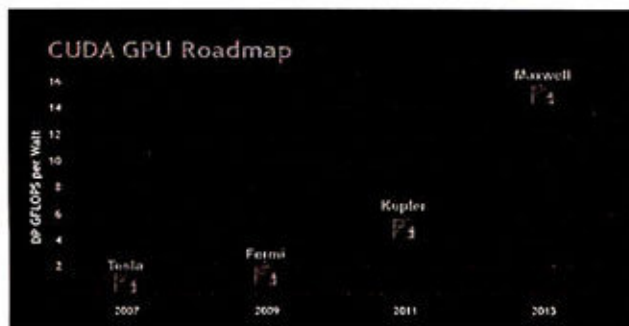 CUDA GPU Roadmap
Maxwell
16
14
12
10
8
6
4
2
DP GFLOPS per Watt
Kepler
Fermi
Tesla
2007
2009
2011
2013